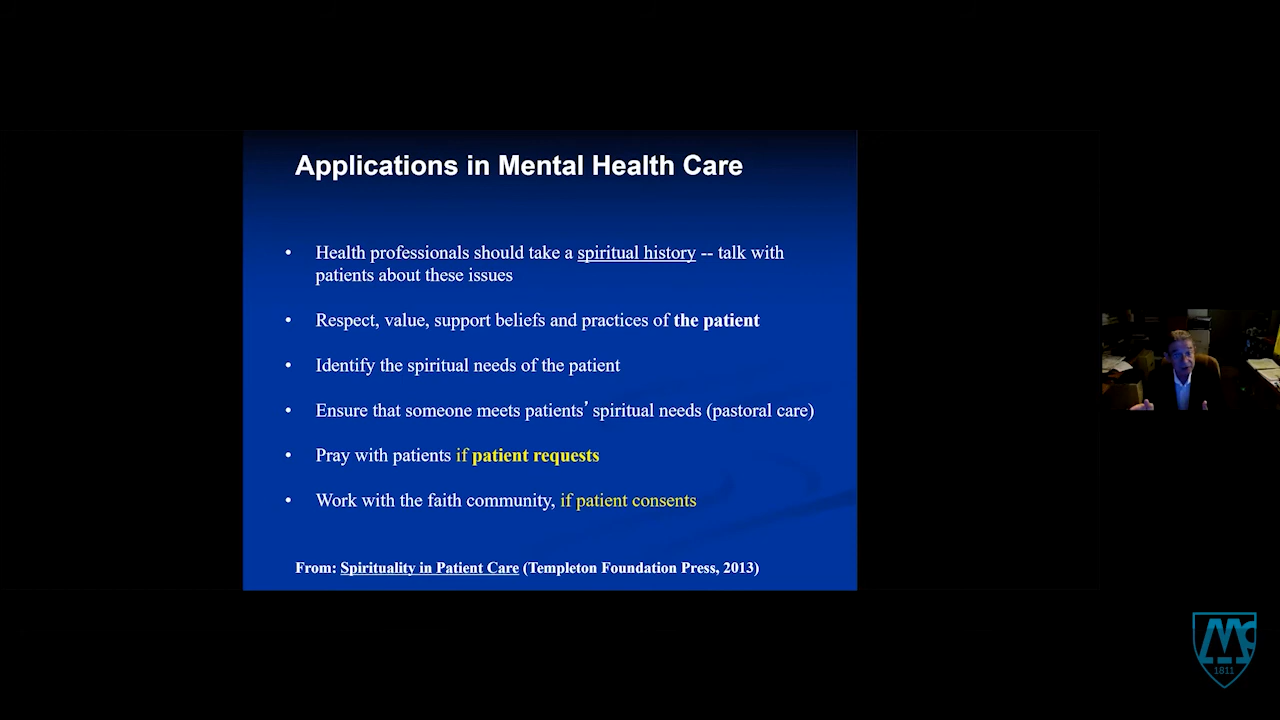 Applications in Mental Health Care
• Health professionals should take a spiritual history -- talk with
patients about these issues
• Respect, value, support beliefs and practices of the patient
• Identify the spiritual needs of the patient
• Ensure that someone meets patients’ spiritual needs (pastoral care)
• Pray with patients if patient requests
• Work with the faith community, if patient consents
From: Spirituality in Patient Care (Templeton Foundation Press, 2013)
Mc
1811